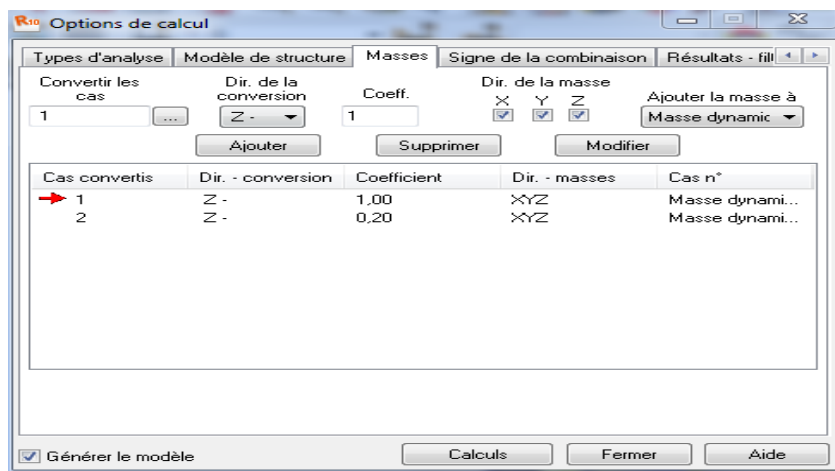 R10 Options de calcul
Types d'analyse Modèle de structure Masses Signe de la combinaison Résultats - fill
Convertir les cas Dir. de la conversion Coeff. Dir. de la masse X Y Z Ajouter la masse à
1 ... Z - 1 Masse dynamic
Ajouter Supprimer Modifier
Cas convertis Dir. - conversion Coefficient Dir. - masses Cas n°
1 Z - 1,00 XYZ Masse dynami...
2 Z - 0,20 XYZ Masse dynami...
Générer le modèle Calculs Fermer Aide